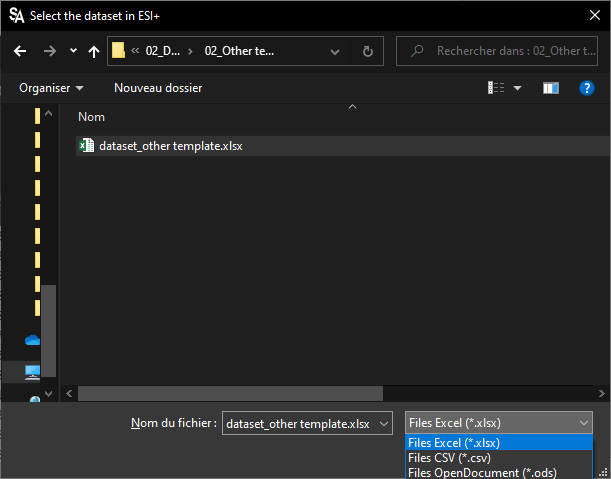 SA Select the dataset in ESI+
« 02_D... › 02_Other te... Rechercher dans : 02_Other t...
Organiser Nouveau dossier ?
Nom
dataset_other template.xlsx
Nom du fichier : dataset_other template.xlsx Files Excel (*.xlsx)
Files Excel (*.xlsx)
Files CSV (*.csv)
Files OpenDocument (*.ods)